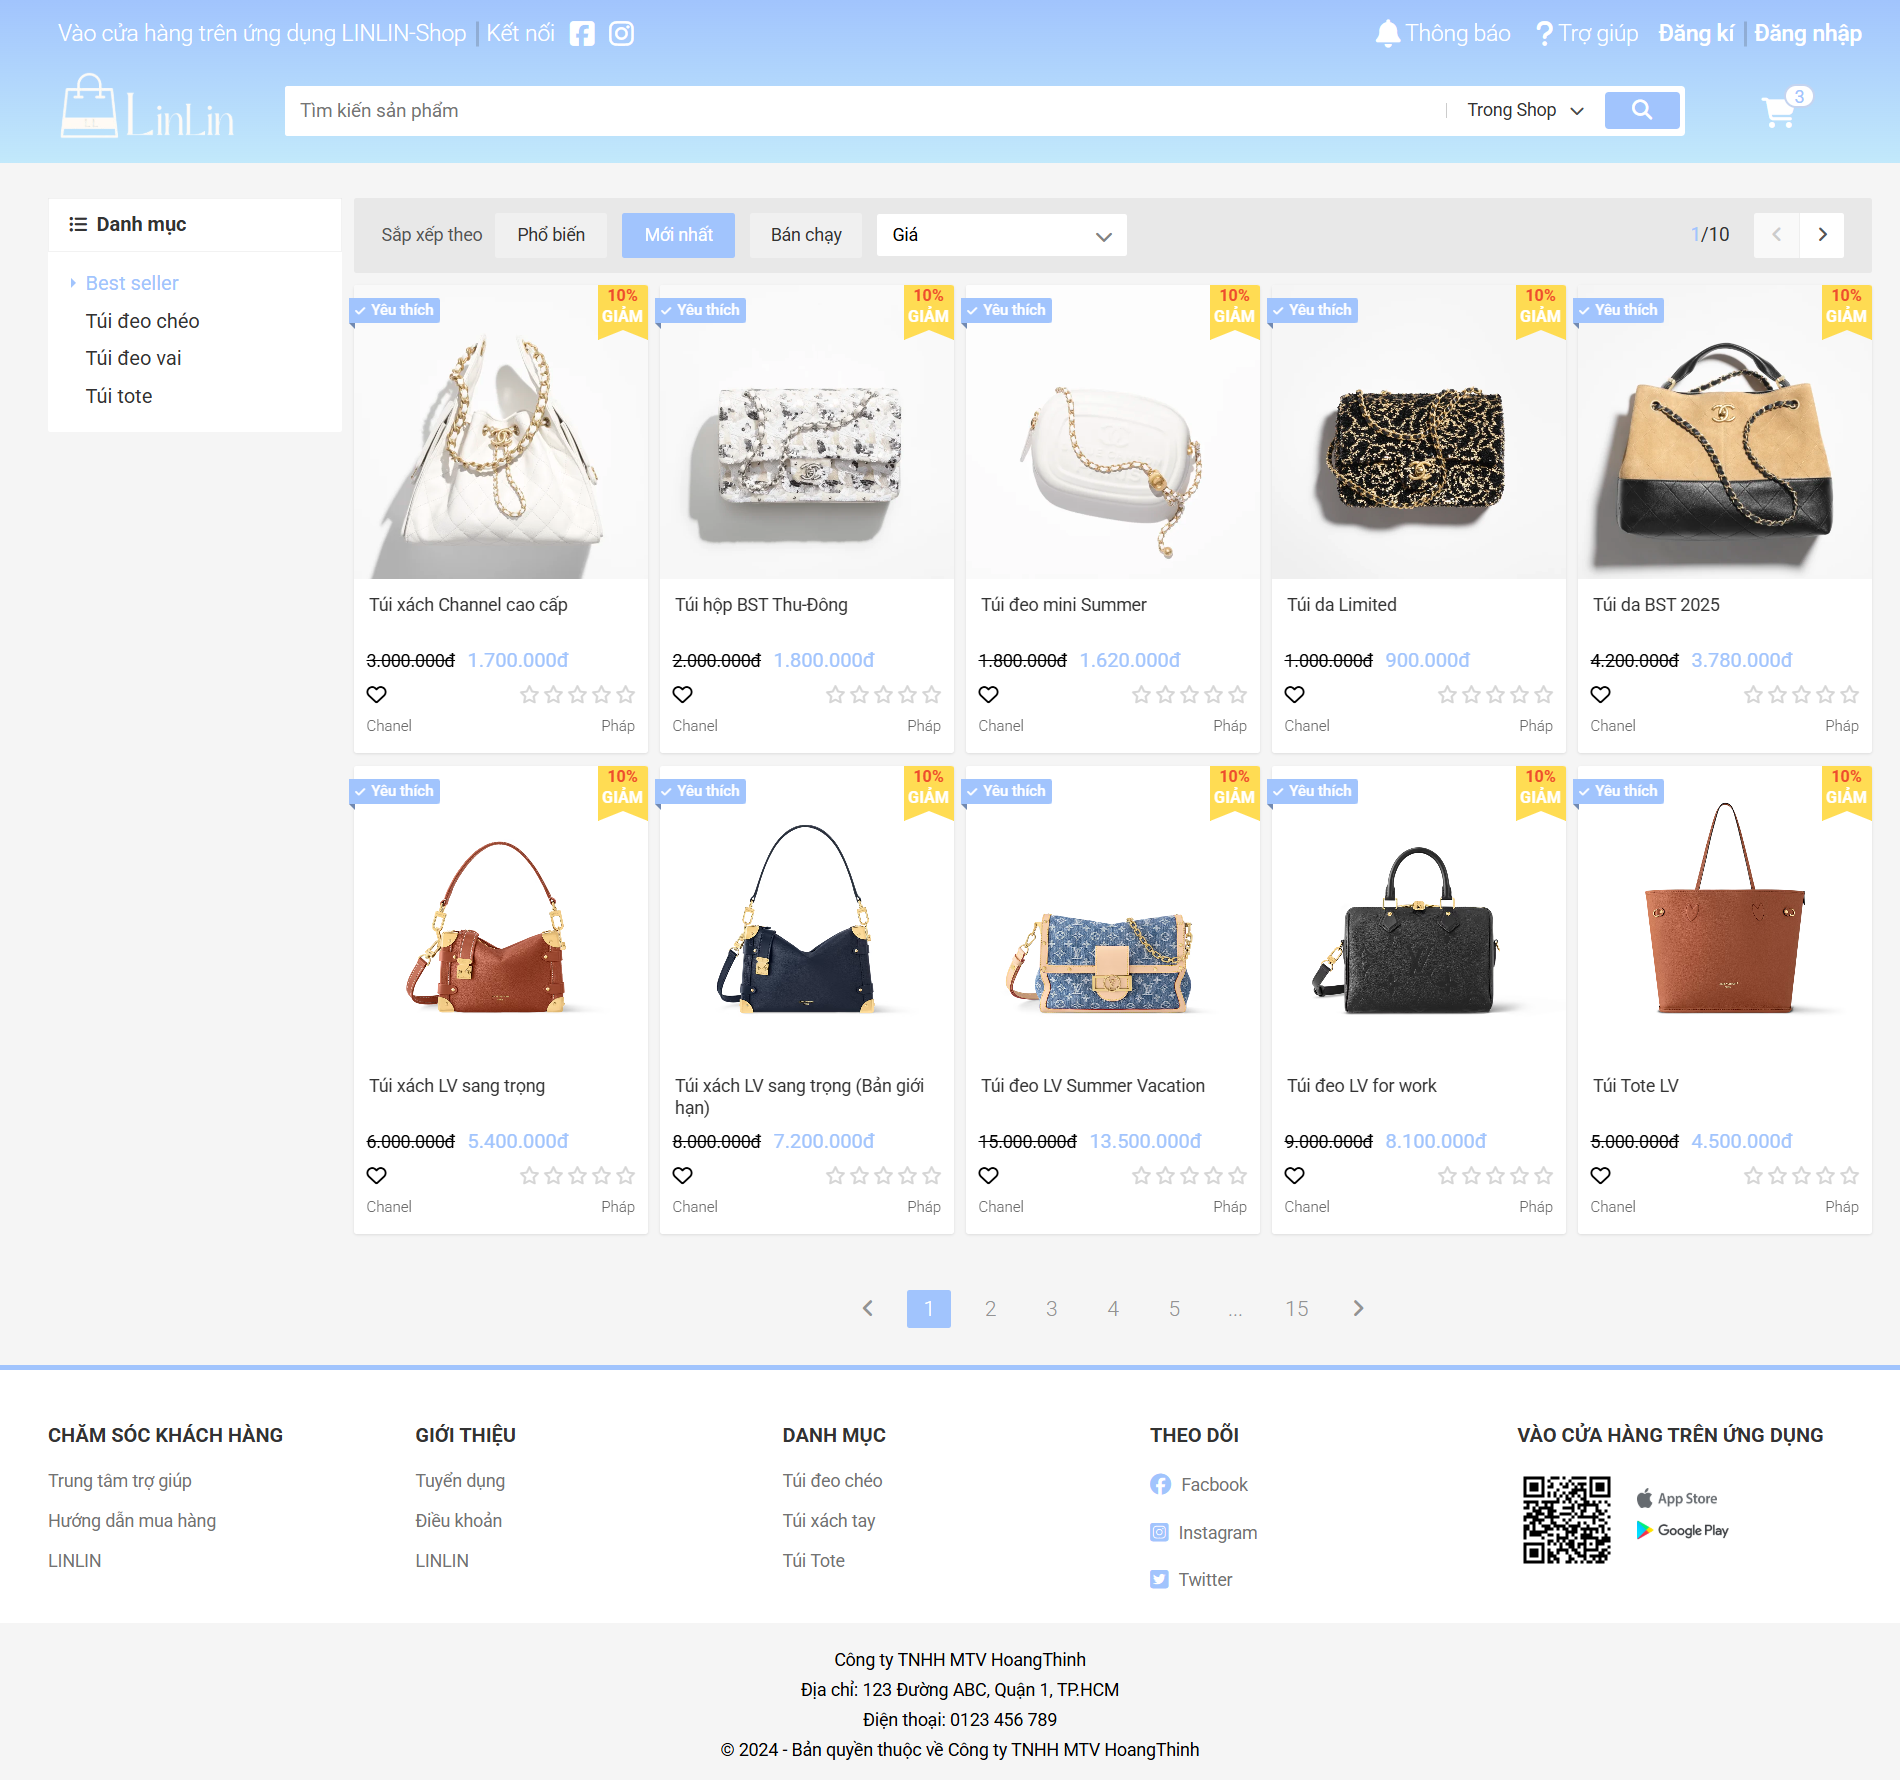 Vào cửa hàng trên ứng dụng LINLIN-Shop
Kết nối
Thông báo
Trợ giúp
Đăng kí
Đăng nhập
LinLin
Tìm kiến sản phẩm
Trong Shop
3
Danh mục
Best seller
Túi đeo chéo
Túi đeo vai
Túi tote
Sắp xếp theo
Phổ biến
Mới nhất
Bán chạy
Giá
1/10
Yêu thích
10%
GIẢM
Túi xách Channel cao cấp
3.000.000đ 1.700.000đ
Chanel Pháp
Yêu thích
10%
GIẢM
Túi hộp BST Thu-Đông
2.000.000đ 1.800.000đ
Chanel Pháp
Yêu thích
10%
GIẢM
Túi đeo mini Summer
1.800.000đ 1.620.000đ
Chanel Pháp
Yêu thích
10%
GIẢM
Túi da Limited
1.000.000đ 900.000đ
Chanel Pháp
Yêu thích
10%
GIẢM
Túi da BST 2025
4.200.000đ 3.780.000đ
Chanel Pháp
Yêu thích
10%
GIẢM
Túi xách LV sang trọng
6.000.000đ 5.400.000đ
Chanel Pháp
Yêu thích
10%
GIẢM
Túi xách LV sang trọng (Bản giới
hạn)
8.000.000đ 7.200.000đ
Chanel Pháp
Yêu thích
10%
GIẢM
Túi đeo LV Summer Vacation
15.000.000đ 13.500.000đ
Chanel Pháp
Yêu thích
10%
GIẢM
Túi đeo LV for work
9.000.000đ 8.100.000đ
Chanel Pháp
Yêu thích
10%
GIẢM
Túi Tote LV
5.000.000đ 4.500.000đ
Chanel Pháp
1 2 3 4 5 ... 15
CHĂM SÓC KHÁCH HÀNG
Trung tâm trợ giúp
Hướng dẫn mua hàng
LINLIN
GIỚI THIỆU
Tuyển dụng
Điều khoản
LINLIN
DANH MỤC
Túi đeo chéo
Túi xách tay
Túi Tote
THEO DÕI
Facbook
Instagram
Twitter
VÀO CỬA HÀNG TRÊN ỨNG DỤNG
App Store
Google Play
Công ty TNHH MTV HoangThinh
Địa chỉ: 123 Đường ABC, Quận 1, TP.HCM
Điện thoại: 0123 456 789
© 2024 - Bản quyền thuộc về Công ty TNHH MTV HoangThinh